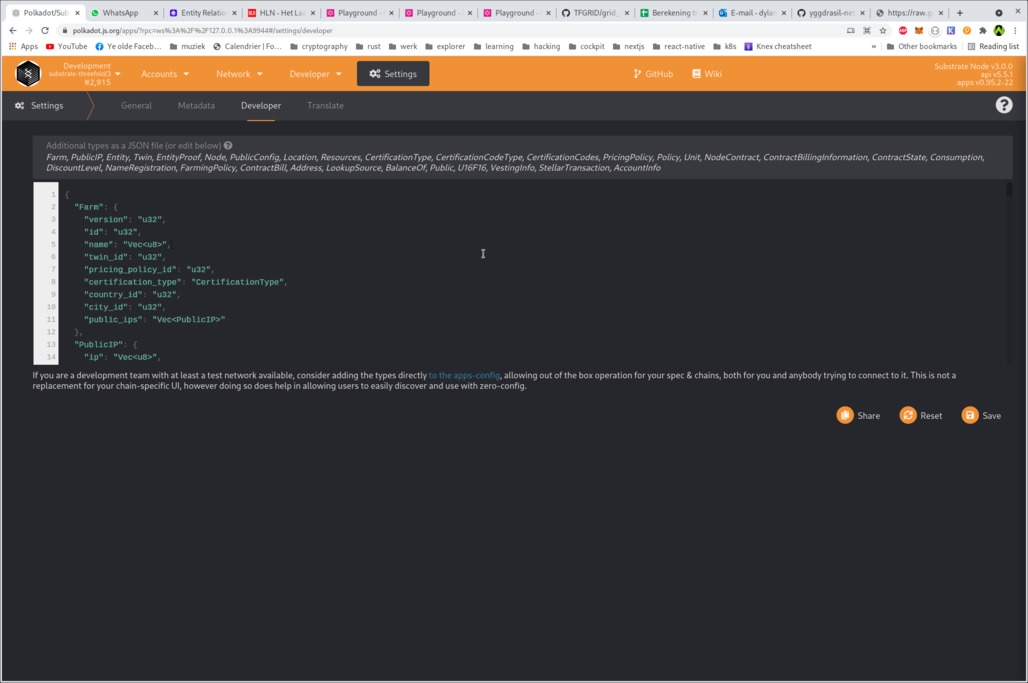 Polkadot/Sub
WhatsApp
Entity Relatio
HLN - Het La
Playground -
Playground -
Playground -
TFGRID/grid_
Berekening t
E-mail - dyla
yggdrasil-net
https://raw.g
polkadot.js.org/apps/?rpc=ws%3A%2F%2F127.0.0.1%3A9944#/settings/developer
Apps
YouTube
Ye olde Faceb...
muziek
Calendrier | Fo...
cryptography
rust
werk
explorer
learning
hacking
cockpit
nextjs
react-native
k8s
Knex cheatsheet
»
Other bookmarks
Reading list
Development
substrate-threefold/3
#2,915
Accounts
Network
Developer
Settings
GitHub
Wiki
Substrate Node v3.0.0
api v5.5.1
apps v0.95.2-22
Settings
General
Metadata
Developer
Translate
Additional types as a JSON file (or edit below)
Farm, PublicIP, Entity, Twin, EntityProof, Node, PublicConfig, Location, Resources, CertificationType, CertificationCodeType, CertificationCodes, PricingPolicy, Policy, Unit, NodeContract, ContractBillingInformation, ContractState, Consumption,
DiscountLevel, NameRegistration, FarmingPolicy, ContractBill, Address, LookupSource, BalanceOf, Public, U16F16, VestingInfo, StellarTransaction, AccountInfo
1 {
2 "Farm": {
3 "version": "u32",
4 "id": "u32",
5 "name": "Vec<u8>",
6 "twin_id": "u32",
7 "pricing_policy_id": "u32",
8 "certification_type": "CertificationType",
9 "country_id": "u32",
10 "city_id": "u32",
11 "public_ips": "Vec<PublicIP>"
12 },
13 "PublicIP": {
14 "ip": "Vec<u8>",
If you are a development team with at least a test network available, consider adding the types directly to the apps-config, allowing out of the box operation for your spec & chains, both for you and anybody trying to connect to it. This is not a
replacement for your chain-specific UI, however doing so does help in allowing users to easily discover and use with zero-config.
Share
Reset
Save